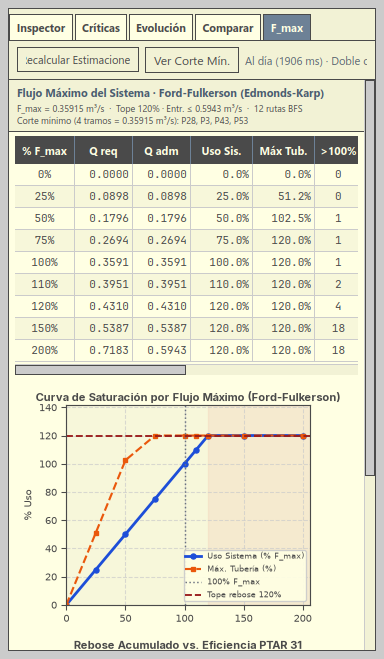 Inspector Críticas Evolución Comparar F_max
Recalcular Estimacione Ver Corte Mín. Al día (1906 ms) · Doble c
Flujo Máximo del Sistema · Ford-Fulkerson (Edmonds-Karp)
F_max = 0.35915 m³/s · Tope 120% · Entr. ≤ 0.5943 m³/s · 12 rutas BFS
Corte mínimo (4 tramos = 0.35915 m³/s): P28, P3, P43, P53
% F_max Q req Q adm Uso Sis. Máx Tub. >100%
0% 0.0000 0.0000 0.0% 0.0% 0
25% 0.0898 0.0898 25.0% 51.2% 0
50% 0.1796 0.1796 50.0% 102.5% 1
75% 0.2694 0.2694 75.0% 120.0% 1
100% 0.3591 0.3591 100.0% 120.0% 1
110% 0.3951 0.3951 110.0% 120.0% 2
120% 0.4310 0.4310 120.0% 120.0% 4
150% 0.5387 0.5387 120.0% 120.0% 18
200% 0.7183 0.5943 120.0% 120.0% 18
Curva de Saturación por Flujo Máximo (Ford-Fulkerson)
140
120
100
80
60
40
20
0
% Uso
Uso Sistema (% F_max)
Máx. Tubería (%)
100% F_max
Tope rebose 120%
0 50 100 150 200
Rebose Acumulado vs. Eficiencia PTAR 31